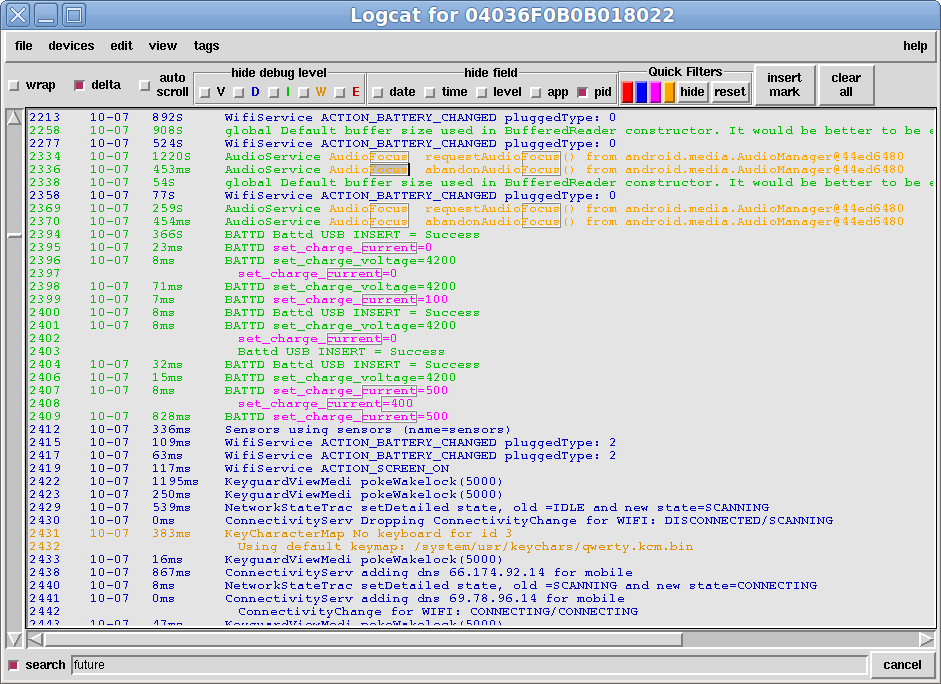 Logcat for 04036F0B0B018022
file devices edit view tags help
wrap delta auto scroll hide debug level V D I W E hide field date time level app pid Quick Filters hide reset insert mark clear all
2213 10-07 892S WifiService ACTION_BATTERY_CHANGED pluggedType: 0
2258 10-07 908S global Default buffer size used in BufferedReader constructor. It would be better to be e
2277 10-07 524S WifiService ACTION_BATTERY_CHANGED pluggedType: 0
2334 10-07 1220S AudioService AudioFocus requestAudioFocus() from android.media.AudioManager@44ed6480
2336 10-07 453ms AudioService AudioFocus abandonAudioFocus() from android.media.AudioManager@44ed6480
2338 10-07 54S global Default buffer size used in BufferedReader constructor. It would be better to be e
2358 10-07 77S WifiService ACTION_BATTERY_CHANGED pluggedType: 0
2369 10-07 259S AudioService AudioFocus requestAudioFocus() from android.media.AudioManager@44ed6480
2370 10-07 454ms AudioService AudioFocus abandonAudioFocus() from android.media.AudioManager@44ed6480
2394 10-07 366S BATTD Battd USB INSERT = Success
2395 10-07 23ms BATTD set_charge_current=0
2396 10-07 8ms BATTD set_charge_voltage=4200
2397 set_charge_current=0
2398 10-07 71ms BATTD set_charge_voltage=4200
2399 10-07 7ms BATTD set_charge_current=100
2400 10-07 8ms BATTD Battd USB INSERT = Success
2401 10-07 8ms BATTD set_charge_voltage=4200
2402 set_charge_current=0
2403 Battd USB INSERT = Success
2404 10-07 32ms BATTD Battd USB INSERT = Success
2406 10-07 15ms BATTD set_charge_voltage=4200
2407 10-07 8ms BATTD set_charge_current=500
2408 set_charge_current=400
2409 10-07 828ms BATTD set_charge_current=500
2412 10-07 336ms Sensors using sensors (name=sensors)
2415 10-07 109ms WifiService ACTION_BATTERY_CHANGED pluggedType: 2
2417 10-07 63ms WifiService ACTION_BATTERY_CHANGED pluggedType: 2
2419 10-07 117ms WifiService ACTION_SCREEN_ON
2422 10-07 1195ms KeyguardViewMedi pokeWakelock(5000)
2423 10-07 250ms KeyguardViewMedi pokeWakelock(5000)
2429 10-07 539ms NetworkStateTrac setDetailed state, old =IDLE and new state=SCANNING
2430 10-07 0ms ConnectivityServ Dropping ConnectivityChange for WIFI: DISCONNECTED/SCANNING
2431 10-07 383ms KeyCharacterMap No keyboard for id 3
2432 Using default keymap: /system/usr/keychars/qwerty.kcm.bin
2433 10-07 16ms KeyguardViewMedi pokeWakelock(5000)
2438 10-07 867ms ConnectivityServ adding dns 66.174.92.14 for mobile
2440 10-07 8ms NetworkStateTrac setDetailed state, old =SCANNING and new state=CONNECTING
2441 10-07 0ms ConnectivityServ adding dns 69.78.96.14 for mobile
2442 ConnectivityChange for WIFI: CONNECTING/CONNECTING
2443 10-07 47ms KeyguardViewMedi pokeWakelock(5000)
search future cancel